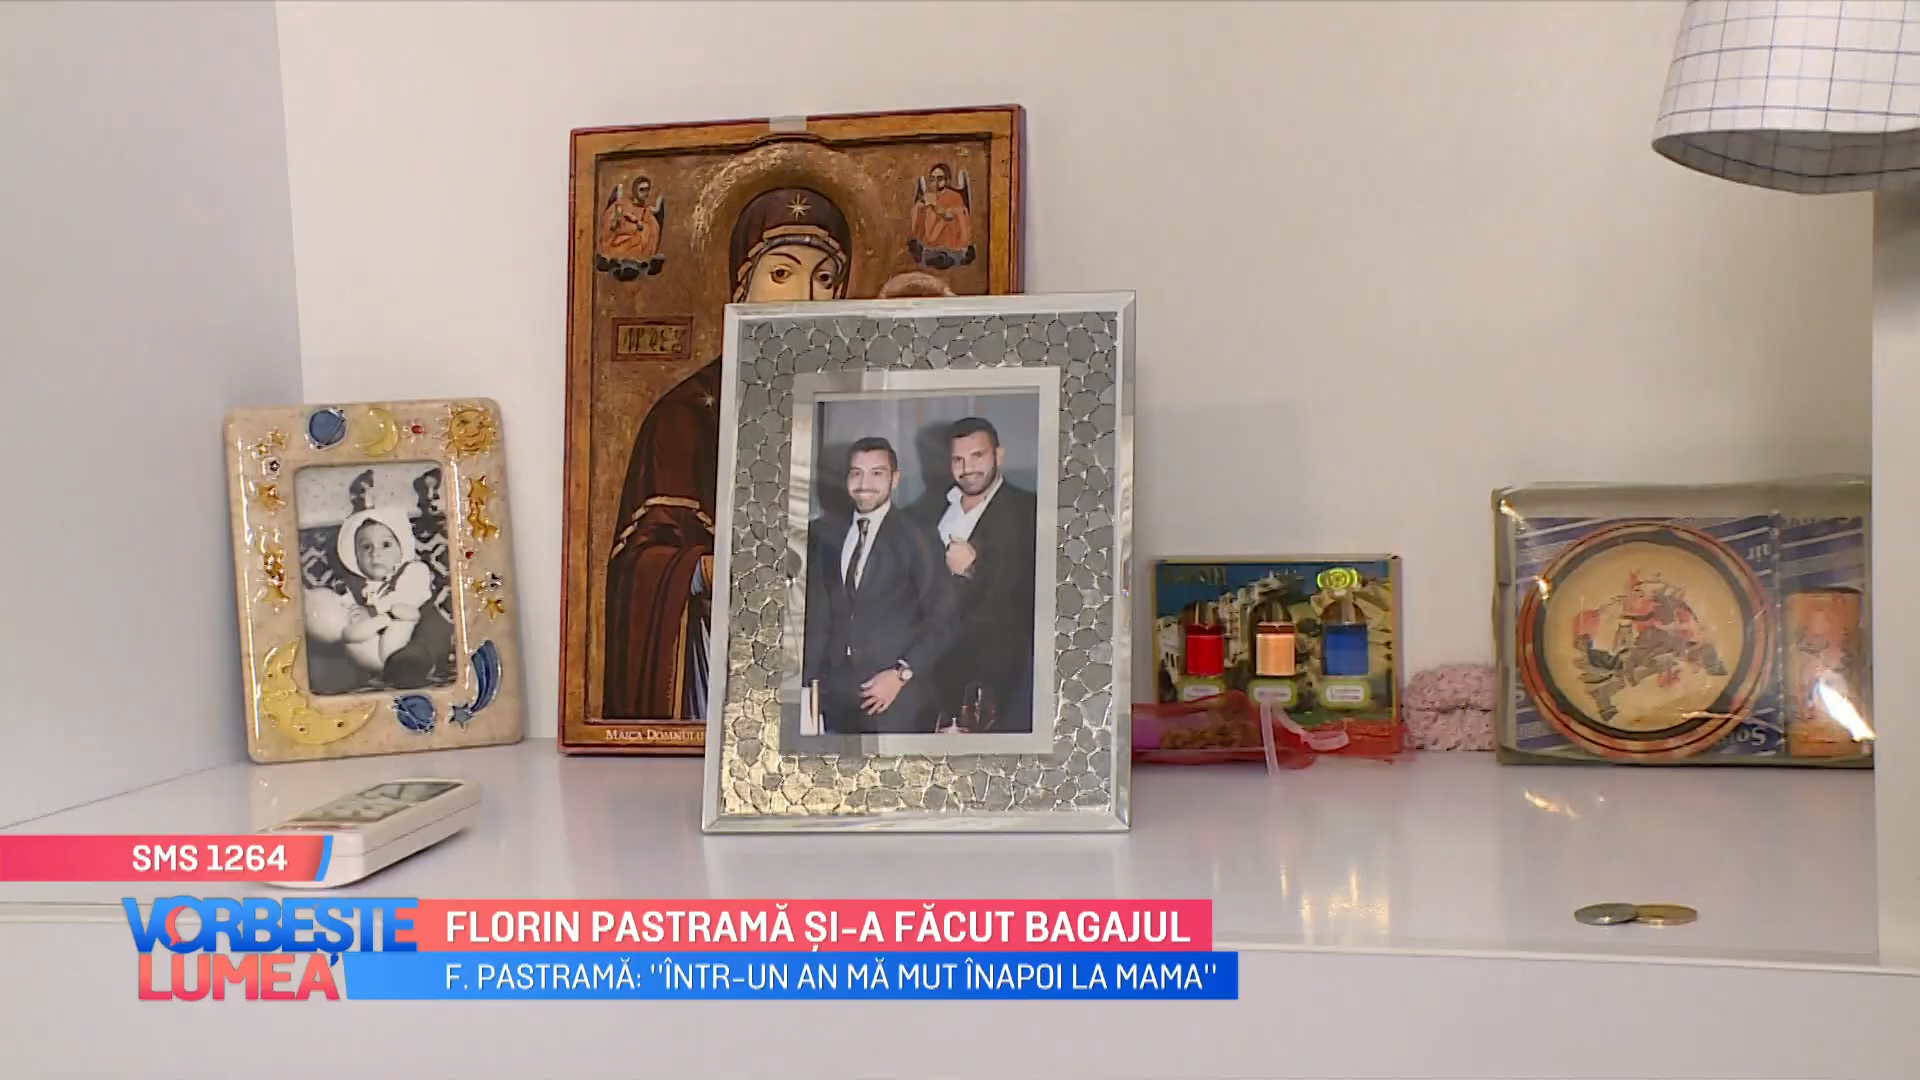 MAICA DOMNULU
SMS 1264
VORBEȘTE
LUMEA
FLORIN PASTRAMĂ ȘI-A FĂCUT BAGAJUL
F. PASTRAMĂ: "ÎNTR-UN AN MĂ MUT ÎNAPOI LA MAMA"